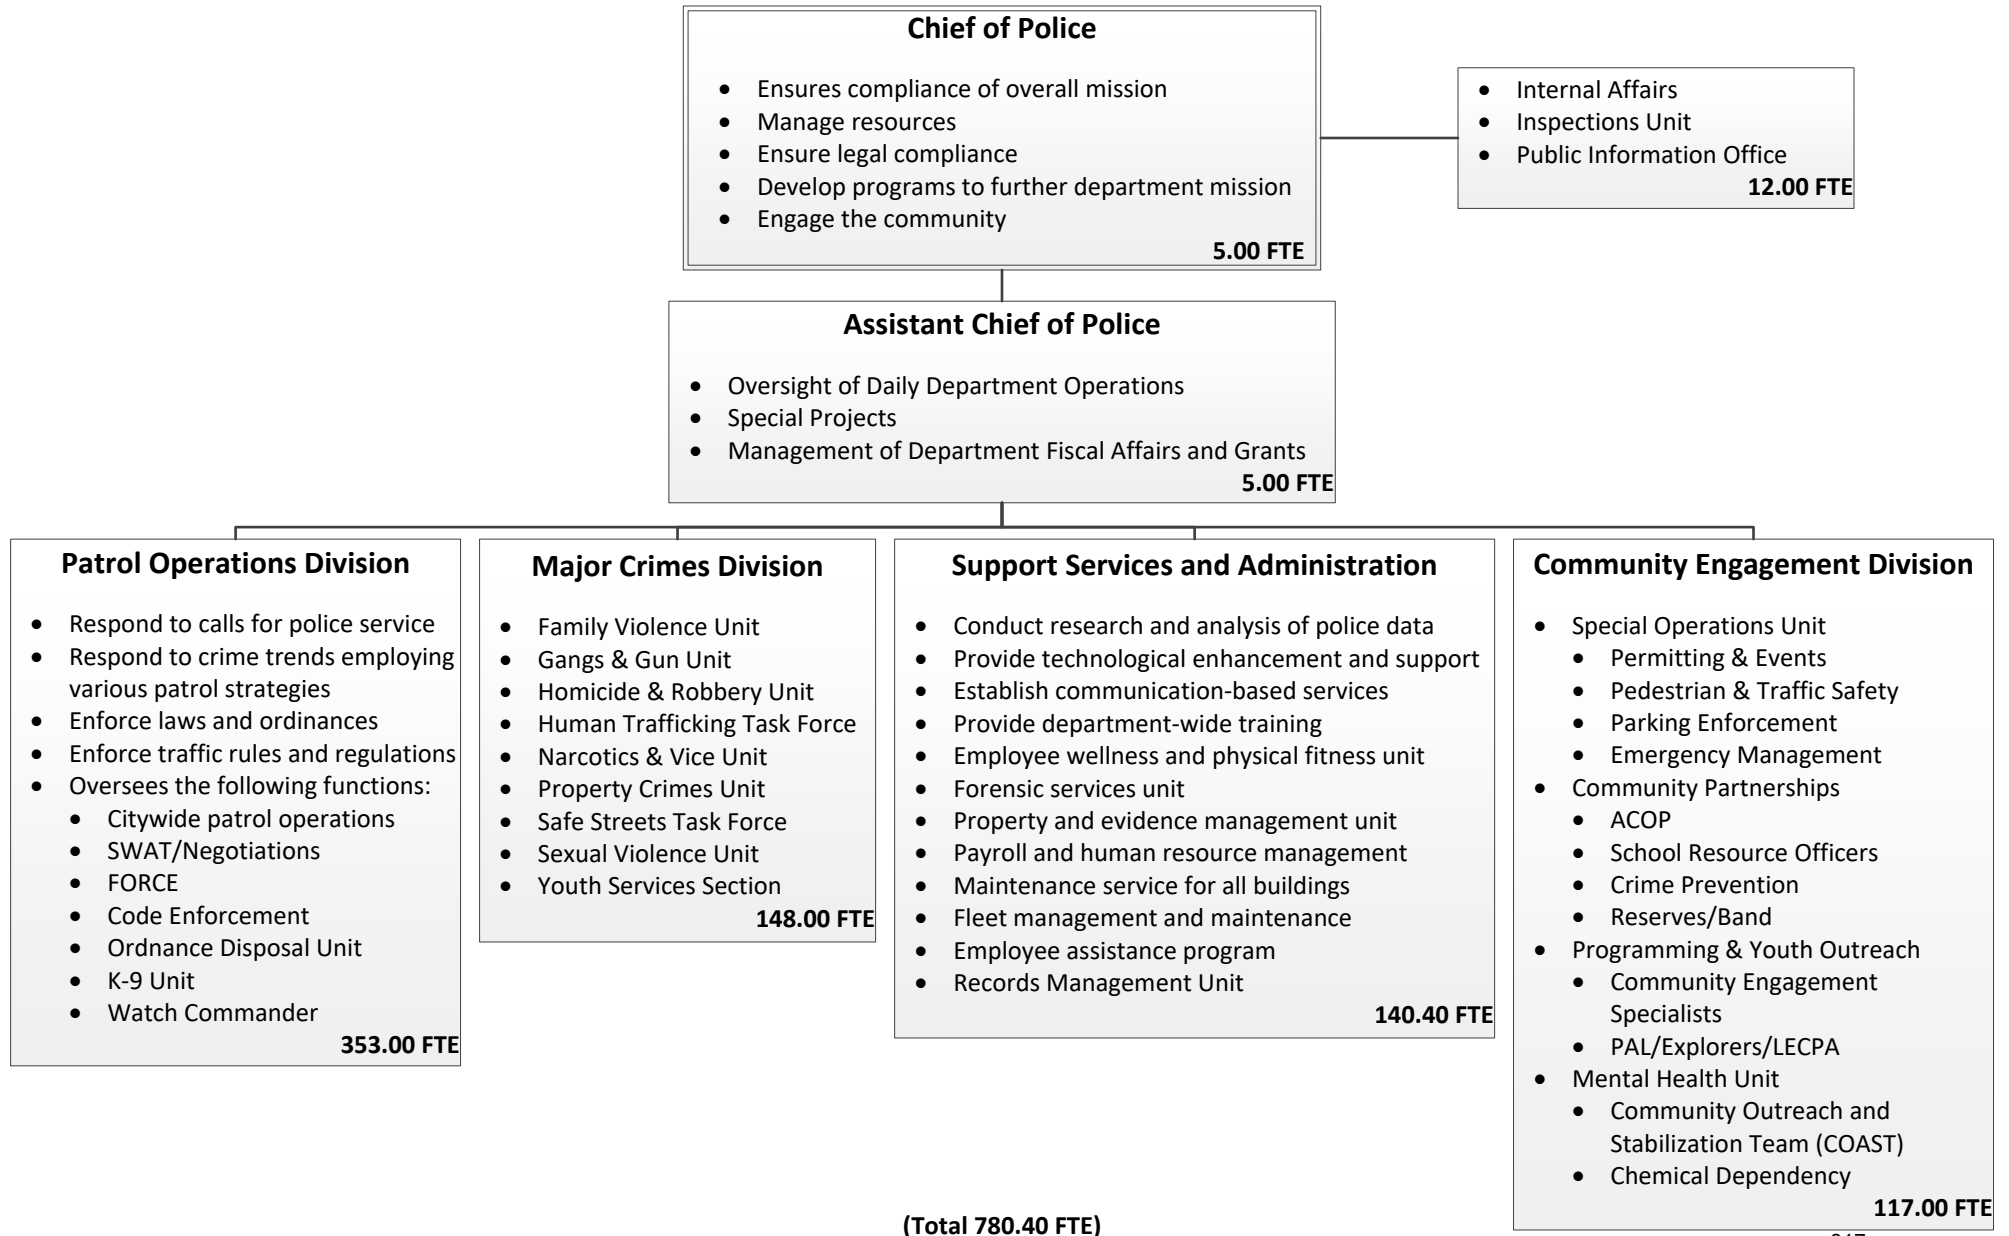 Chief of Police
• Ensures compliance of overall mission
• Manage resources
• Ensure legal compliance
• Develop programs to further department mission
• Engage the community
5.00 FTE
• Internal Affairs
• Inspections Unit
• Public Information Office
12.00 FTE
Assistant Chief of Police
• Oversight of Daily Department Operations
• Special Projects
• Management of Department Fiscal Affairs and Grants
5.00 FTE
Patrol Operations Division
• Respond to calls for police service
• Respond to crime trends employing
various patrol strategies
• Enforce laws and ordinances
• Enforce traffic rules and regulations
• Oversees the following functions:
• Citywide patrol operations
• SWAT/Negotiations
• FORCE
• Code Enforcement
• Ordnance Disposal Unit
• K-9 Unit
• Watch Commander
353.00 FTE
Major Crimes Division
• Family Violence Unit
• Gangs & Gun Unit
• Homicide & Robbery Unit
• Human Trafficking Task Force
• Narcotics & Vice Unit
• Property Crimes Unit
• Safe Streets Task Force
• Sexual Violence Unit
• Youth Services Section
148.00 FTE
Support Services and Administration
• Conduct research and analysis of police data
• Provide technological enhancement and support
• Establish communication-based services
• Provide department-wide training
• Employee wellness and physical fitness unit
• Forensic services unit
• Property and evidence management unit
• Payroll and human resource management
• Maintenance service for all buildings
• Fleet management and maintenance
• Employee assistance program
• Records Management Unit
140.40 FTE
Community Engagement Division
• Special Operations Unit
• Permitting & Events
• Pedestrian & Traffic Safety
• Parking Enforcement
• Emergency Management
• Community Partnerships
• ACOP
• School Resource Officers
• Crime Prevention
• Reserves/Band
• Programming & Youth Outreach
• Community Engagement
Specialists
• PAL/Explorers/LECPA
• Mental Health Unit
• Community Outreach and
Stabilization Team (COAST)
• Chemical Dependency
117.00 FTE
(Total 780.40 FTE)